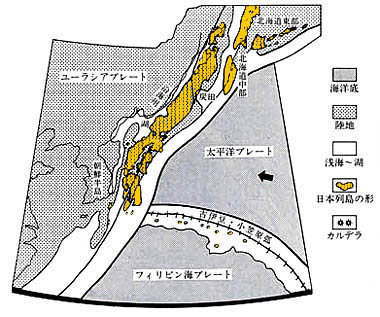 北海道東部
北海道中部
ユーラシアプレート
炭田
湖
朝鮮半島
太平洋プレート
古伊豆・小笠原弧
フィリピン海プレート
海洋底
陸地
浅海～湖
日本列島の形
カルデラ